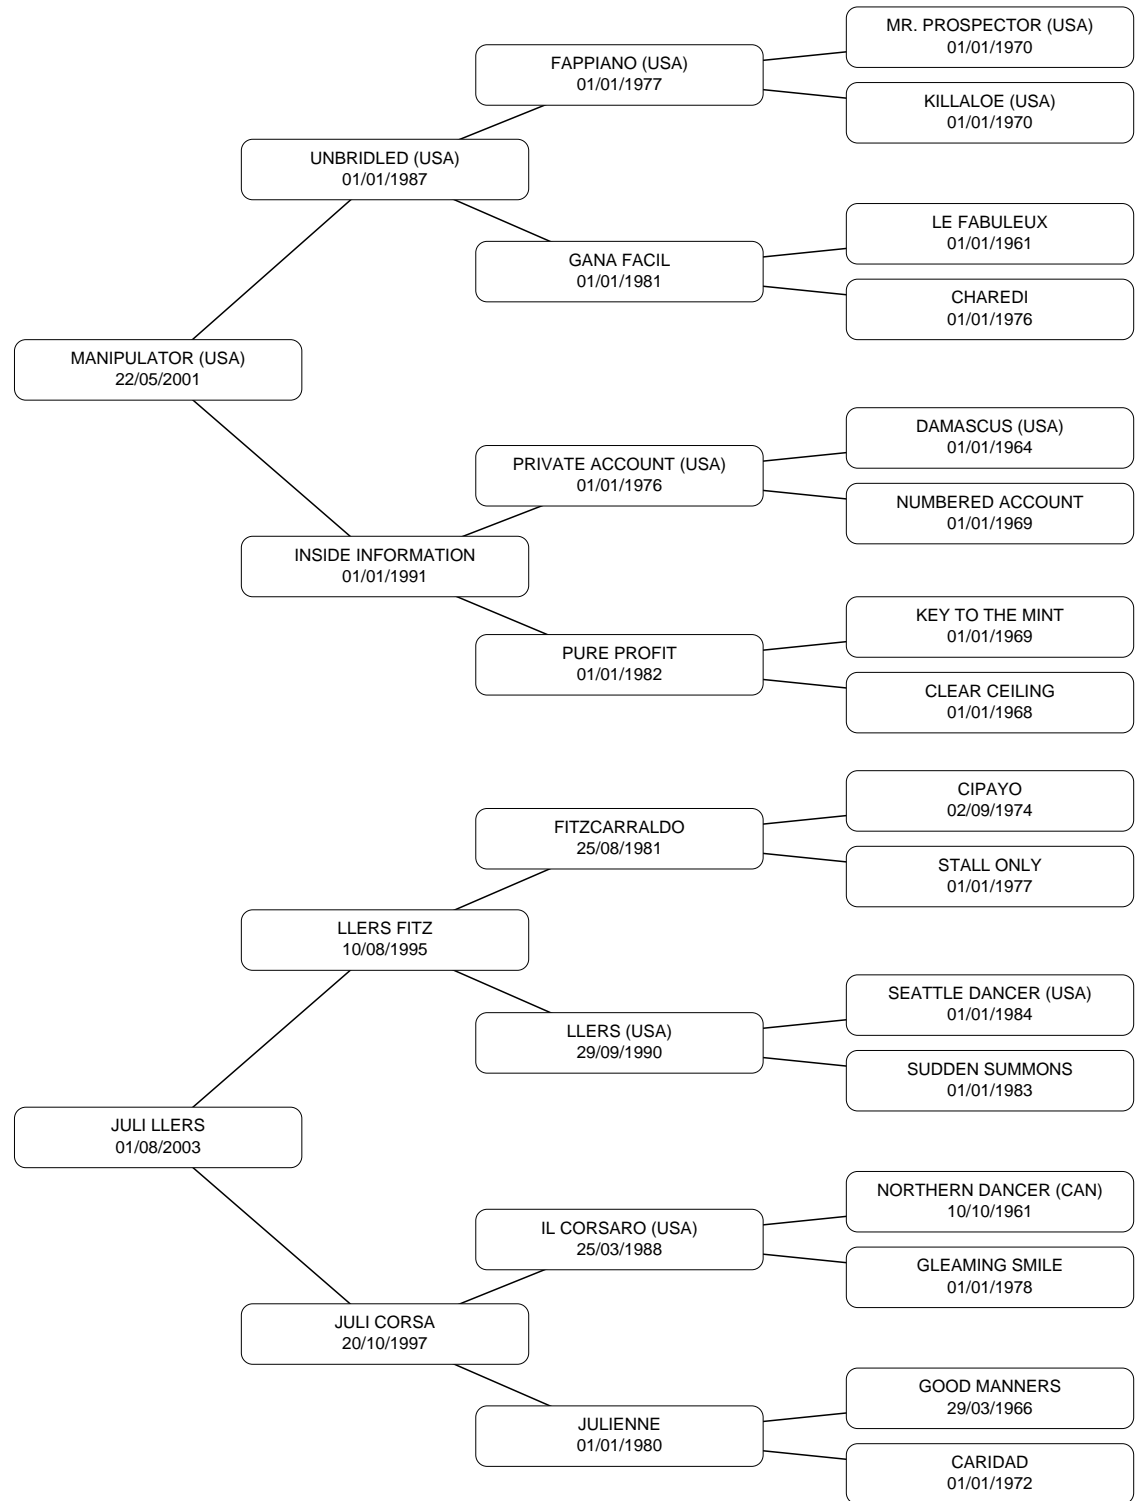 MR. PROSPECTOR (USA)
01/01/1970
FAPPIANO (USA)
01/01/1977
KILLALOE (USA)
01/01/1970
UNBRIDLED (USA)
01/01/1987
LE FABULEUX
01/01/1961
GANA FACIL
01/01/1981
CHAREDI
01/01/1976
MANIPULATOR (USA)
22/05/2001
DAMASCUS (USA)
01/01/1964
PRIVATE ACCOUNT (USA)
01/01/1976
NUMBERED ACCOUNT
01/01/1969
INSIDE INFORMATION
01/01/1991
KEY TO THE MINT
01/01/1969
PURE PROFIT
01/01/1982
CLEAR CEILING
01/01/1968
CIPAYO
02/09/1974
FITZCARRALDO
25/08/1981
STALL ONLY
01/01/1977
LLERS FITZ
10/08/1995
SEATTLE DANCER (USA)
01/01/1984
LLERS (USA)
29/09/1990
SUDDEN SUMMONS
01/01/1983
JULI LLERS
01/08/2003
NORTHERN DANCER (CAN)
10/10/1961
IL CORSARO (USA)
25/03/1988
GLEAMING SMILE
01/01/1978
JULI CORSA
20/10/1997
GOOD MANNERS
29/03/1966
JULIENNE
01/01/1980
CARIDAD
01/01/1972